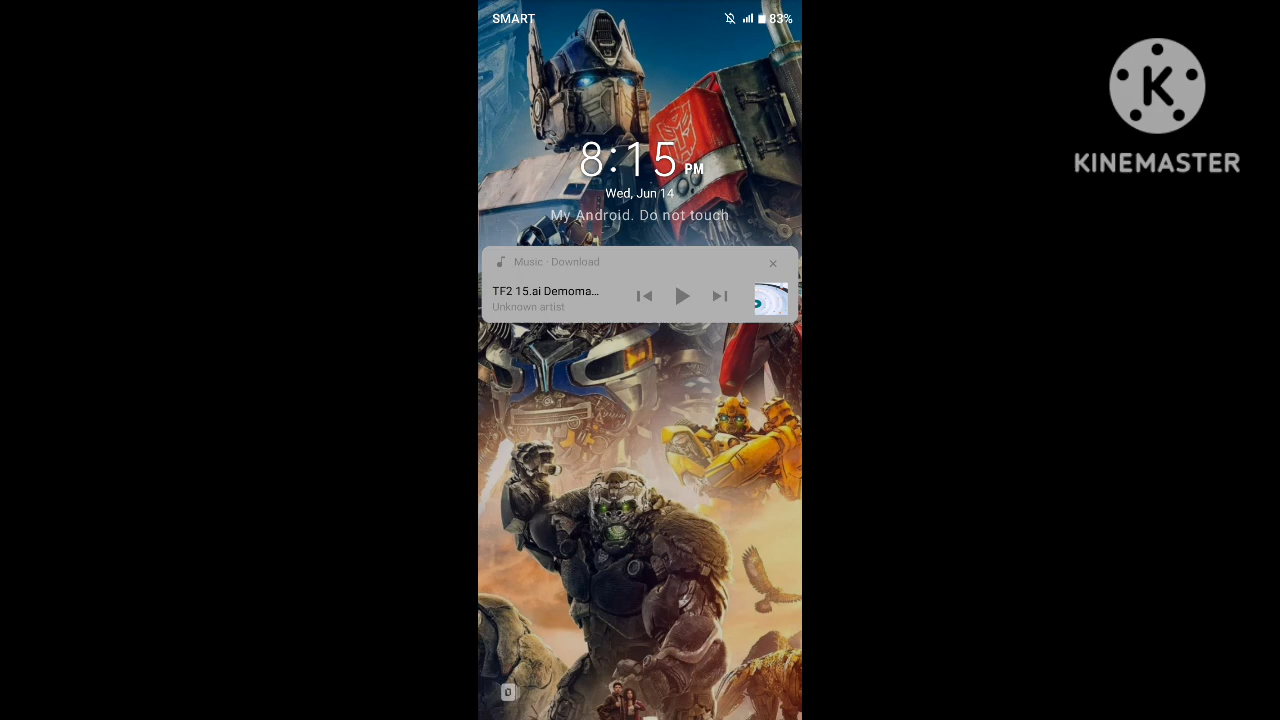 SMART
83%
8:15 PM
Wed, Jun 14
My Android. Do not touch
Music · Download
TF2 15.ai Demoma...
Unknown artist
K
KINEMASTER